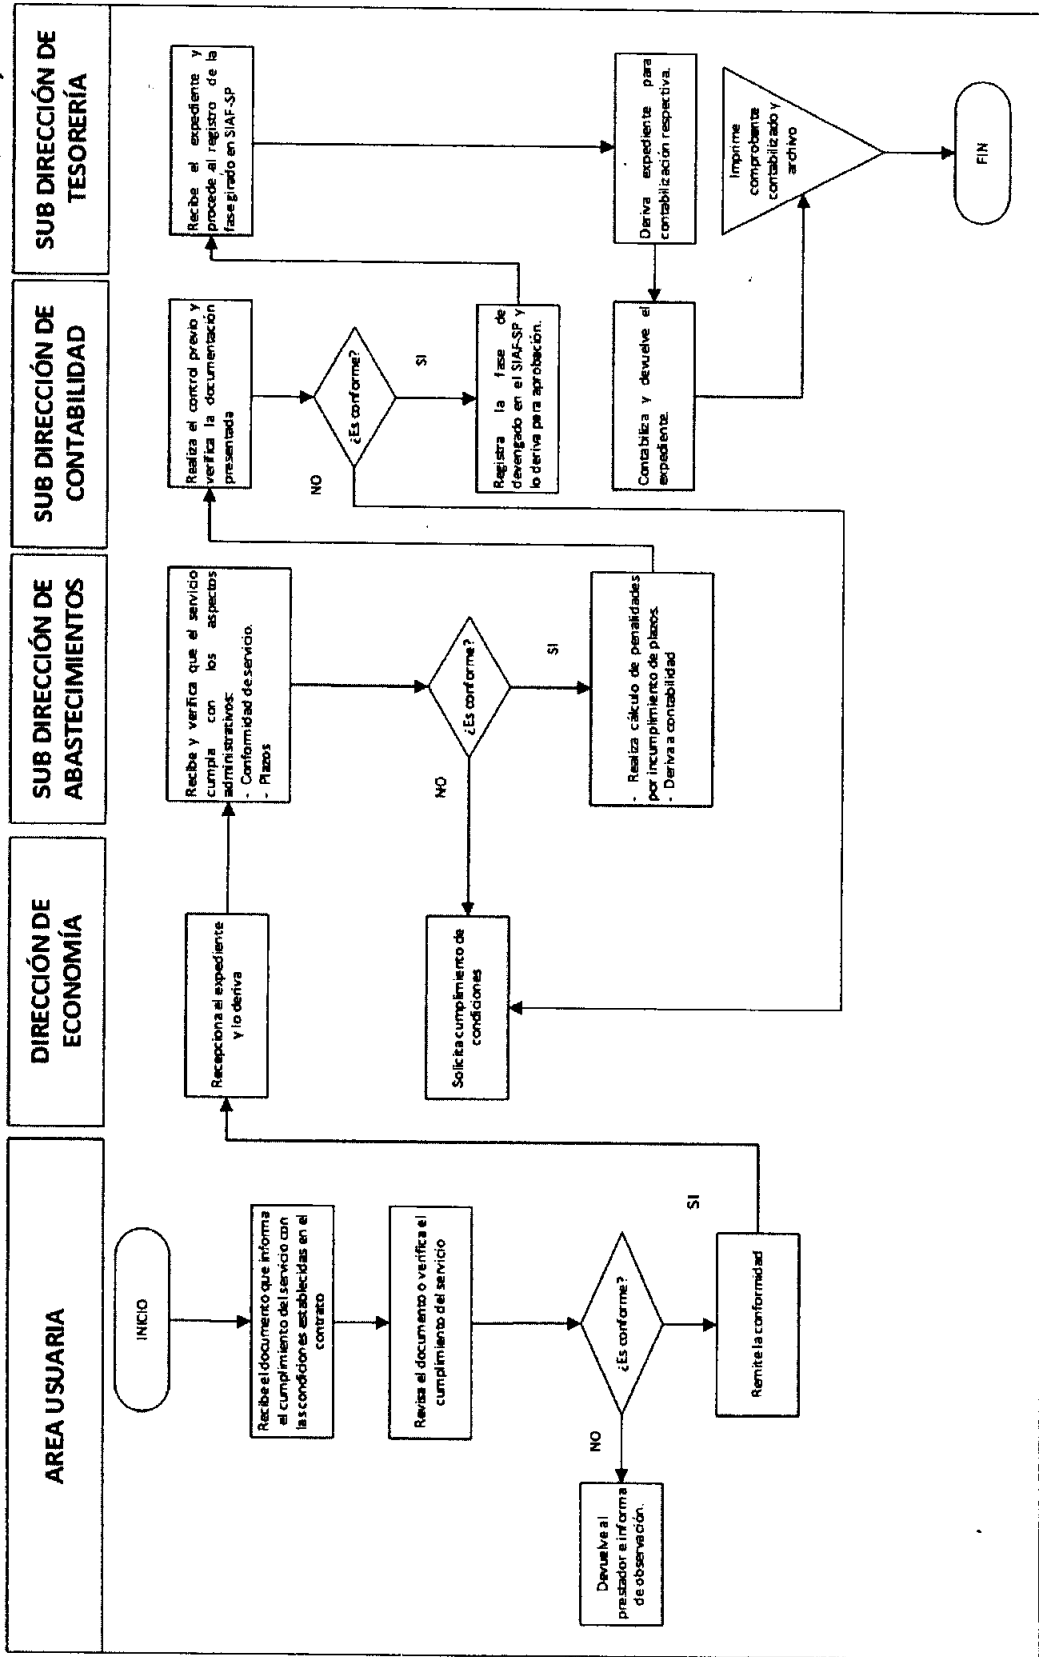 AREA USUARIA
DIRECCIÓN DE
ECONOMÍA
SUB DIRECCIÓN DE
ABASTECIMIENTOS
SUB DIRECCIÓN DE
CONTABILIDAD
SUB DIRECCIÓN DE
TESORERÍA
INICIO
Recibe el documento que informa
el cumplimiento del servicio con
las condiciones establecidas en el
contrato
Revisa el documento o verifica el
cumplimiento del servicio
¿Es conforme?
NO
Devuelve al
prestador e informa
de observación.
SI
Remite la conformidad
Recepciona el expediente
y lo deriva
Recibe y verifica que el servicio
cumpla con los aspectos
administrativos:
- Conformidad de servicio.
- Plazos
¿Es conforme?
NO
Solicita cumplimiento de
condiciones
SI
- Realiza cálculo de penalidades
por incumplimiento de plazos.
- Deriva a contabilidad
Realiza el control previo y
verifica la documentación
presentada
¿Es conforme?
NO
SI
Registra la fase de
devengado en el SIAF-SP y
lo deriva para aprobación.
Recibe el expediente y
procede al registro de la
fase girado en SIAF-SP
Deriva expediente para
contabilización respectiva.
Contabiliza y devuelve el
expediente.
Imprime
comprobante
contabilizado y
archivo
FIN